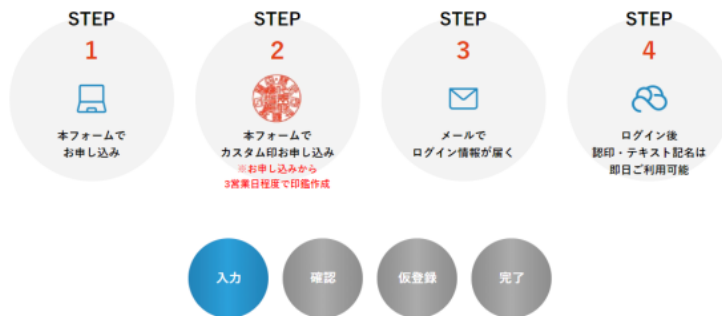 STEP
1
本フォームで
お申し込み
STEP
2
本フォームで
カスタム印お申し込み
※お申し込みから
3営業日程度で印鑑作成
STEP
3
メールで
ログイン情報が届く
STEP
4
ログイン後
認印・テキスト記名は
即日ご利用可能
入力
確認
仮登録
完了